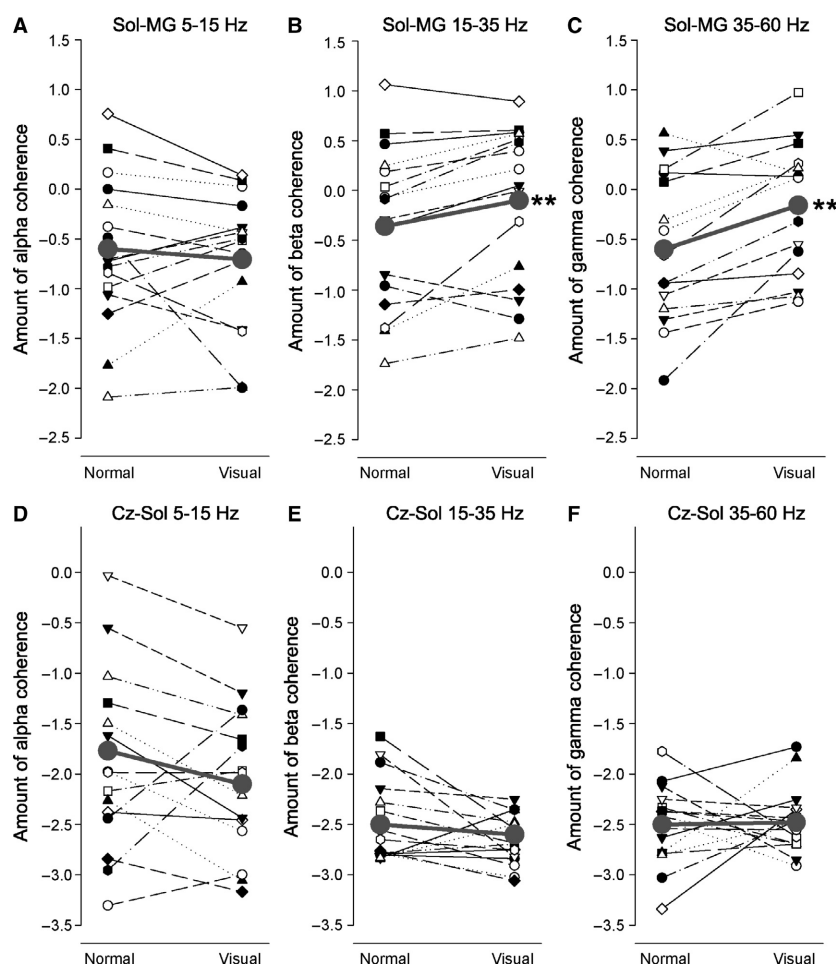 A Sol-MG 5-15 Hz
B Sol-MG 15-35 Hz
C Sol-MG 35-60 Hz
Amount of alpha coherence
1.5
1.0
0.5
0.0
−0.5
−1.0
−1.5
−2.0
−2.5
Normal Visual
Amount of beta coherence
1.5
1.0
0.5
0.0
−0.5
−1.0
−1.5
−2.0
−2.5
**
Normal Visual
Amount of gamma coherence
1.5
1.0
0.5
0.0
−0.5
−1.0
−1.5
−2.0
−2.5
**
Normal Visual
D Cz-Sol 5-15 Hz
E Cz-Sol 15-35 Hz
F Cz-Sol 35-60 Hz
Amount of alpha coherence
0.0
−0.5
−1.0
−1.5
−2.0
−2.5
−3.0
−3.5
Normal Visual
Amount of beta coherence
0.0
−0.5
−1.0
−1.5
−2.0
−2.5
−3.0
−3.5
Normal Visual
Amount of gamma coherence
0.0
−0.5
−1.0
−1.5
−2.0
−2.5
−3.0
−3.5
Normal Visual